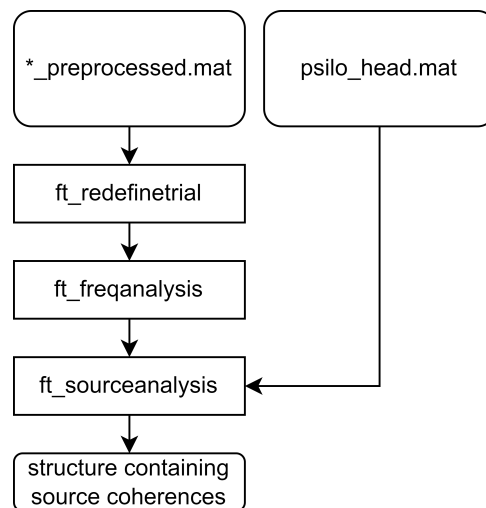 *_preprocessed.mat
psilo_head.mat
ft_redefinetrial
ft_freqanalysis
ft_sourceanalysis
structure containing
source coherences